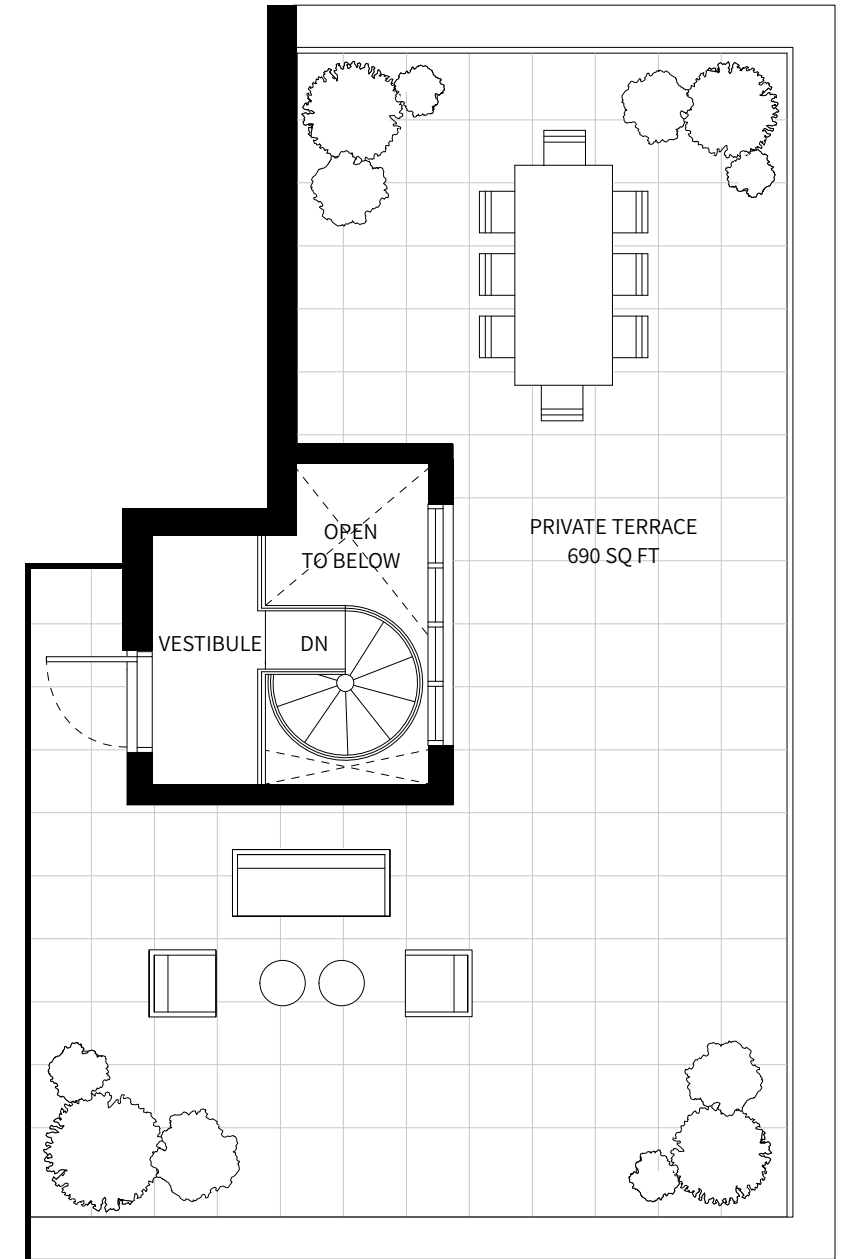 OPEN
TO BELOW
PRIVATE TERRACE
690 SQ FT
VESTIBULE
DN